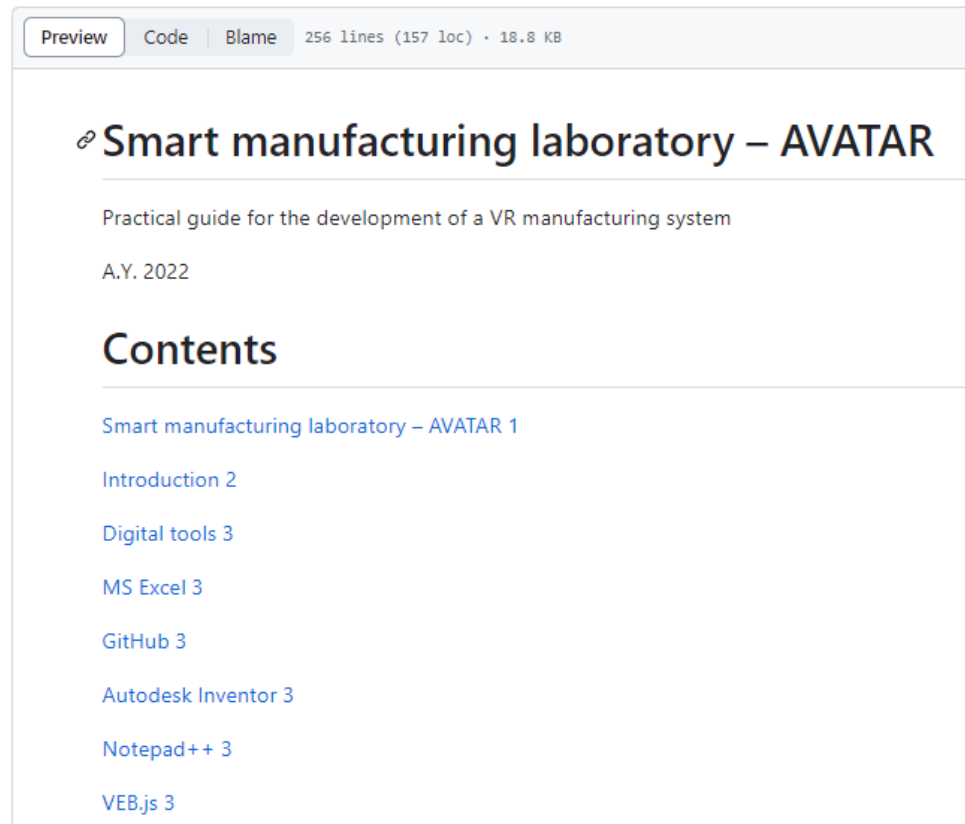 Preview Code Blame 256 lines (157 loc) · 18.8 KB
Smart manufacturing laboratory – AVATAR
Practical guide for the development of a VR manufacturing system
A.Y. 2022
Contents
Smart manufacturing laboratory – AVATAR 1
Introduction 2
Digital tools 3
MS Excel 3
GitHub 3
Autodesk Inventor 3
Notepad++ 3
VEB.js 3